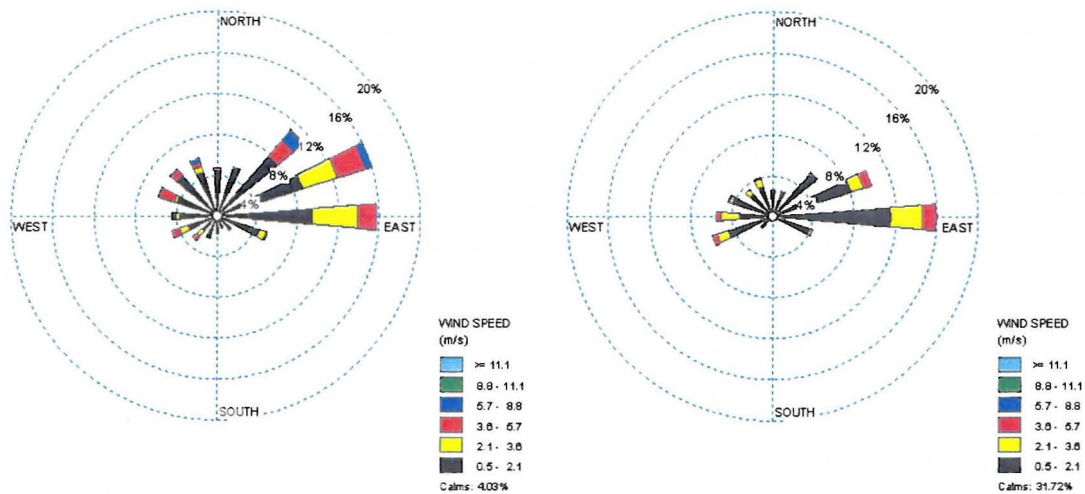 NORTH
20%
16%
12%
8%
4%
WEST
EAST
SOUTH
WIND SPEED
(m/s)
>= 11.1
8.8 - 11.1
5.7 - 8.8
3.6 - 5.7
2.1 - 3.6
0.5 - 2.1
Calms: 4.03%
NORTH
20%
16%
12%
8%
4%
WEST
EAST
SOUTH
WIND SPEED
(m/s)
>= 11.1
8.8 - 11.1
5.7 - 8.8
3.6 - 5.7
2.1 - 3.6
0.5 - 2.1
Calms: 31.72%